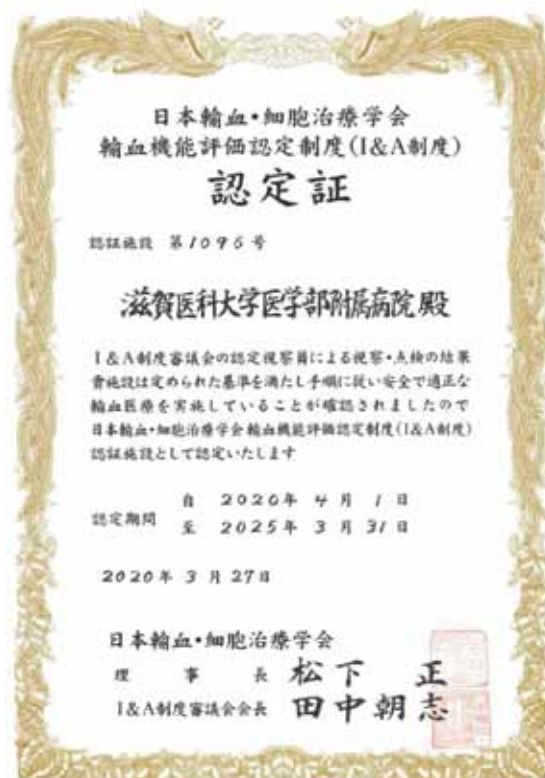 日本輸血・細胞治療学会
輸血機能評価認定制度(I&A制度)
認定証
認証施設 第1096号
滋賀医科大学医学部附属病院 殿
I&A制度審議会の認定視察員による視察・点検の結果
貴施設は定められた基準を満たし手順に従い安全で適正な
輸血医療を実施していることが確認されましたので
日本輸血・細胞治療学会輸血機能評価認定制度(I&A制度)
認証施設として認定いたします
認定期間 自 2020年 4月 1日
至 2025年 3月 31日
2020年 3月 27日
日本輸血・細胞治療学会
理事長 松下 正
I&A制度審議会会長 田中朝志